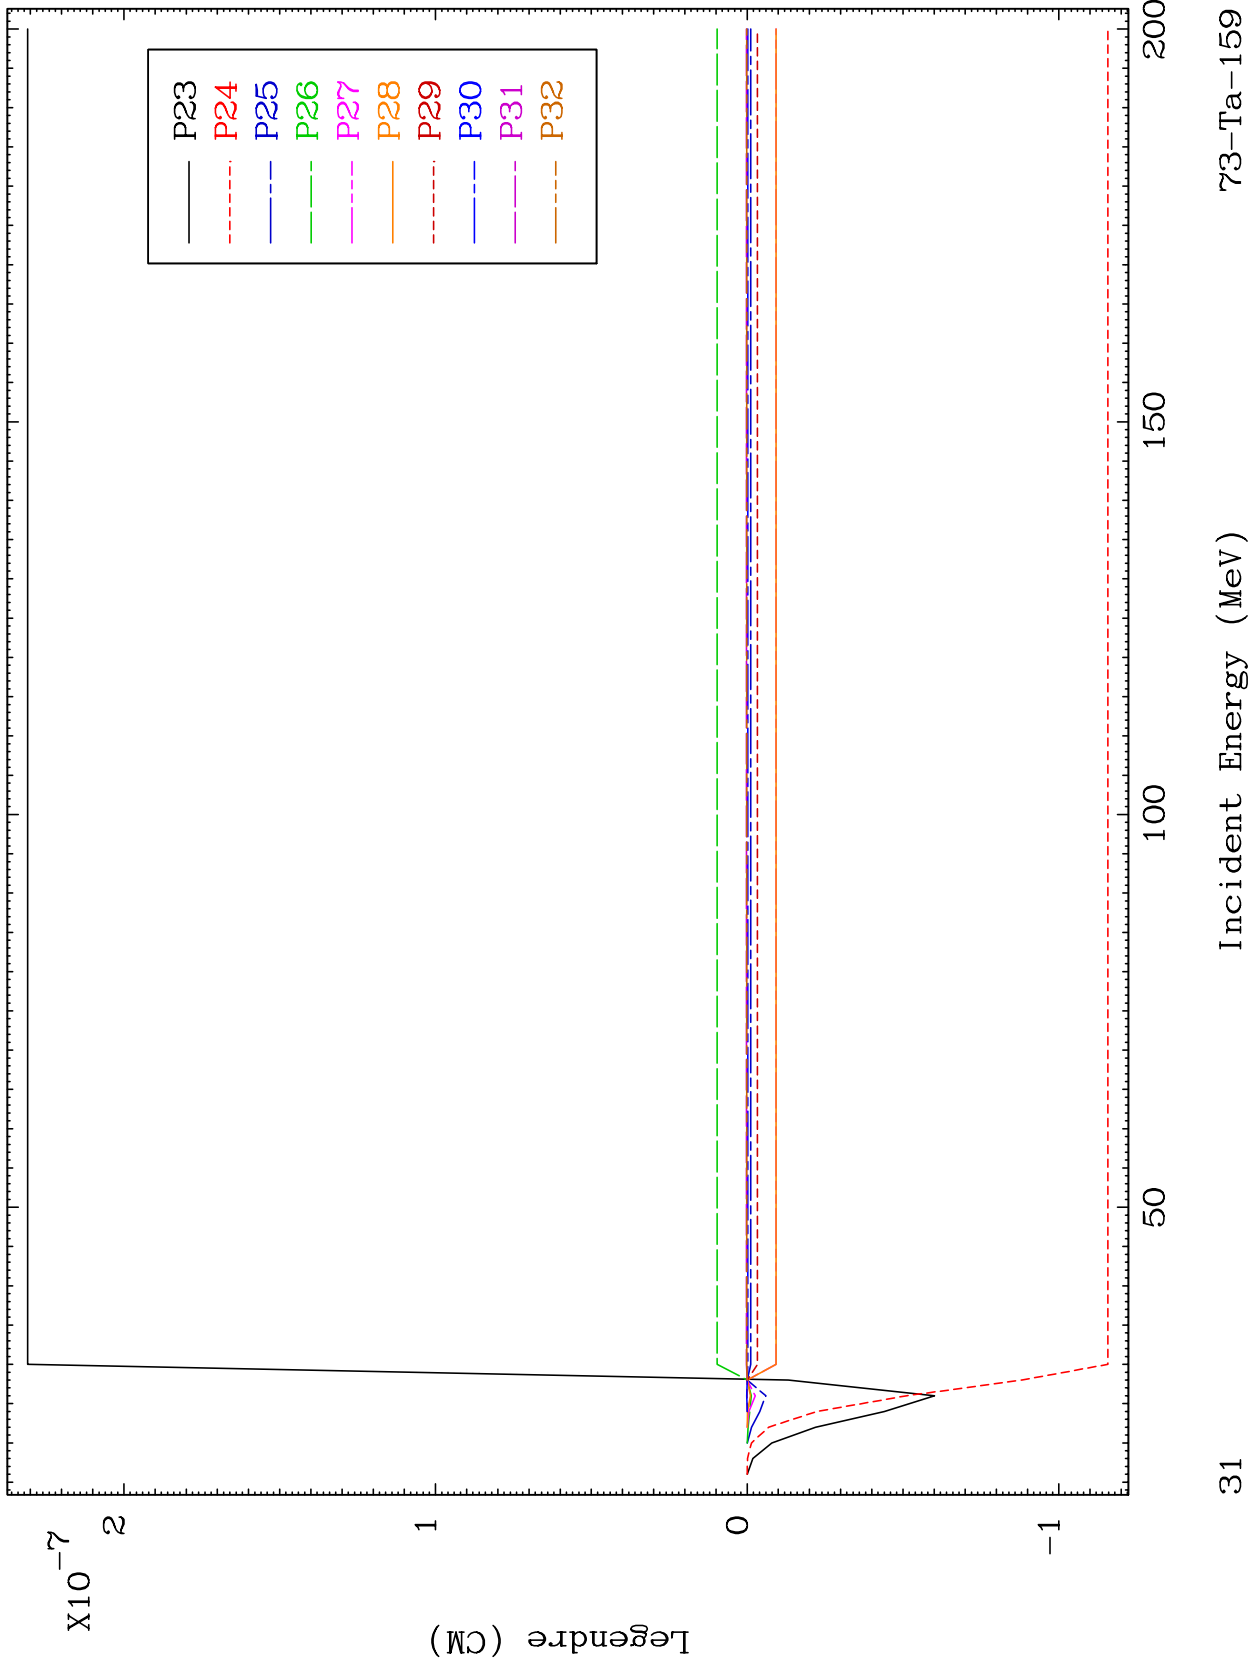 X10-7
2
1
0
-1
Legendre (CM)
P23
P24
P25
P26
P27
P28
P29
P30
P31
P32
50
100
150
200
31
Incident Energy (MeV)
73-Ta-159